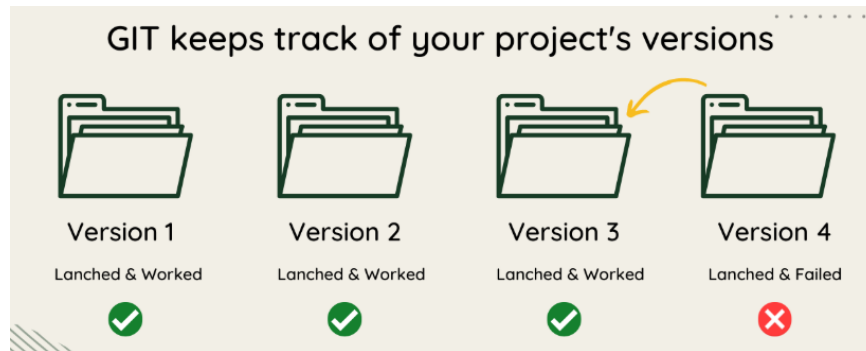 GIT keeps track of your project's versions
Version 1
Version 2
Version 3
Version 4
Lanched & Worked
Lanched & Worked
Lanched & Worked
Lanched & Failed